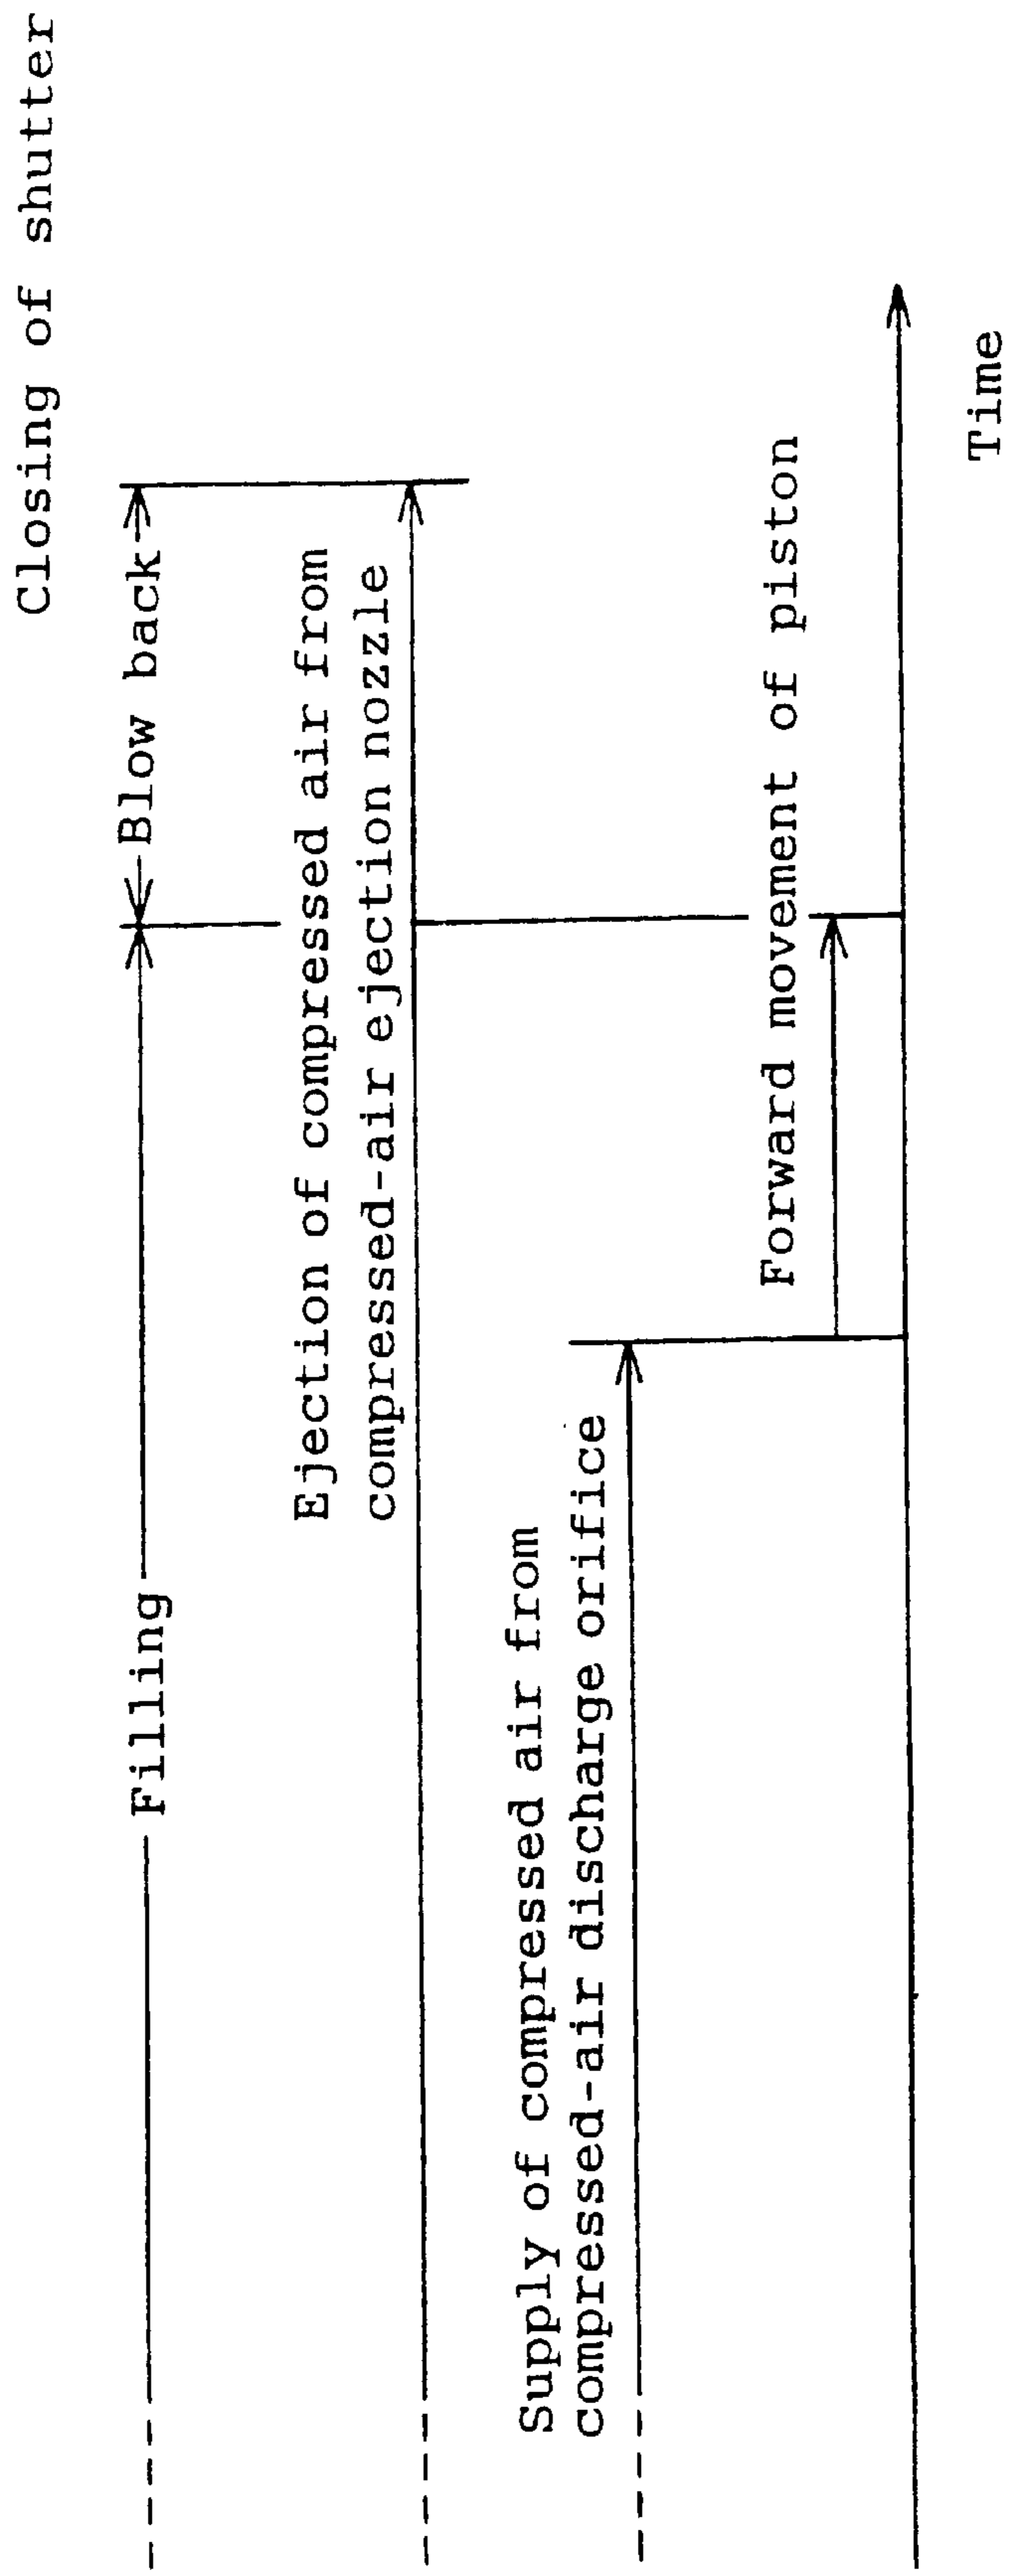 Closing of shutter
Filling
Blow back
Ejection of compressed air from
compressed-air ejection nozzle
Supply of compressed air from
compressed-air discharge orifice
Forward movement of piston
Time